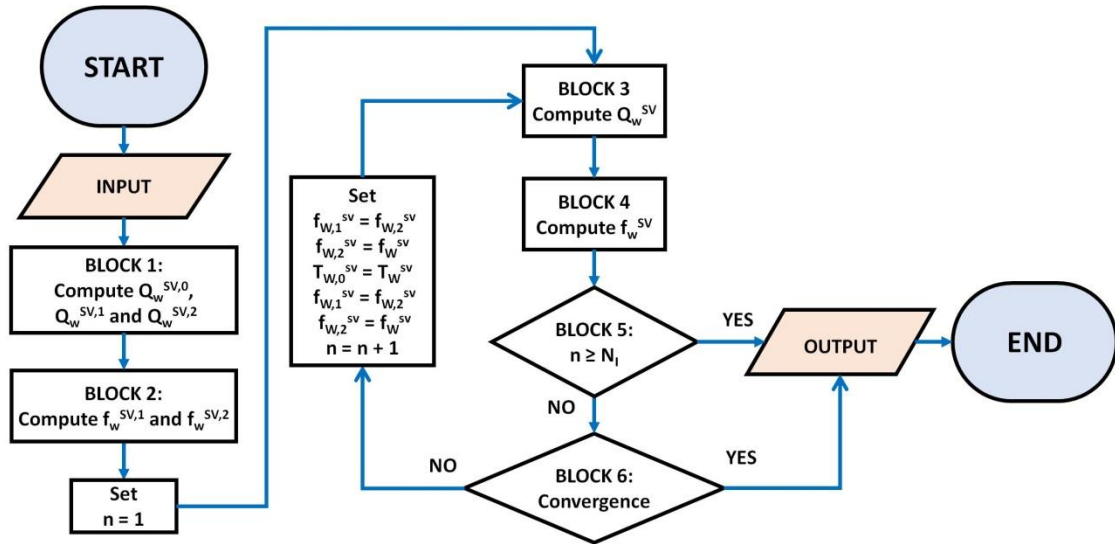 START
INPUT
BLOCK 1:
Compute Q_w^SV,0,
Q_w^SV,1 and Q_w^SV,2
BLOCK 2:
Compute f_w^SV,1 and f_w^SV,2
Set
n = 1
BLOCK 3
Compute Q_w^SV
BLOCK 4
Compute f_w^SV
BLOCK 5:
n ≥ N_I
YES
NO
BLOCK 6:
Convergence
YES
NO
Set
f_W,1^sv = f_W,2^sv
f_W,2^sv = f_W^sv
T_W,0^sv = T_W^sv
f_W,1^sv = f_W,2^sv
f_W,2^sv = f_W^sv
n = n + 1
OUTPUT
END